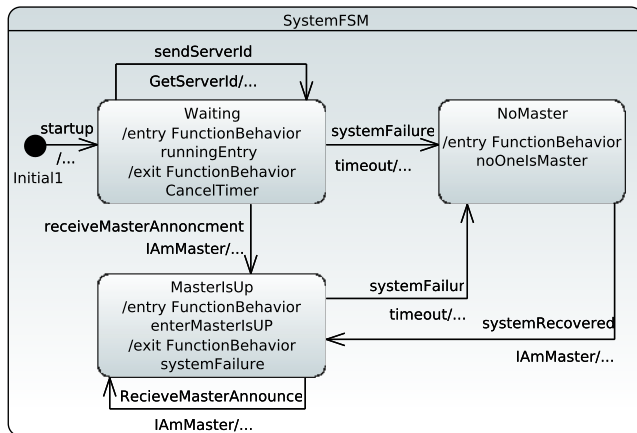 SystemFSM
sendServerId
GetServerId/...
Waiting
/entry FunctionBehavior
runningEntry
/exit FunctionBehavior
CancelTimer
NoMaster
/entry FunctionBehavior
noOneIsMaster
startup
/...
Initial1
systemFailure
timeout/...
receiveMasterAnnoncment
IAmMaster/...
MasterIsUp
/entry FunctionBehavior
enterMasterIsUP
/exit FunctionBehavior
systemFailure
systemFailur
timeout/...
systemRecovered
IAmMaster/...
RecieveMasterAnnounce
IAmMaster/...